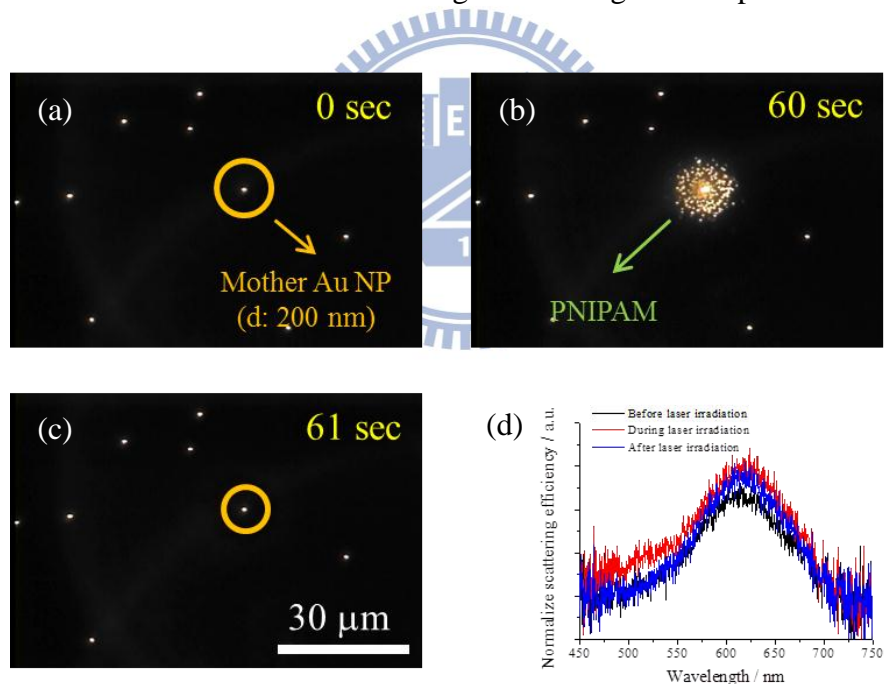 (a)
0 sec
Mother Au NP
(d: 200 nm)
(b)
60 sec
PNIPAM
(c)
61 sec
30 µm
(d)
Before laser irradiation
During laser irradiation
After laser irradiation
Normalize scattering efficiency / a.u.
450 500 550 600 650 700 750
Wavelength / nm